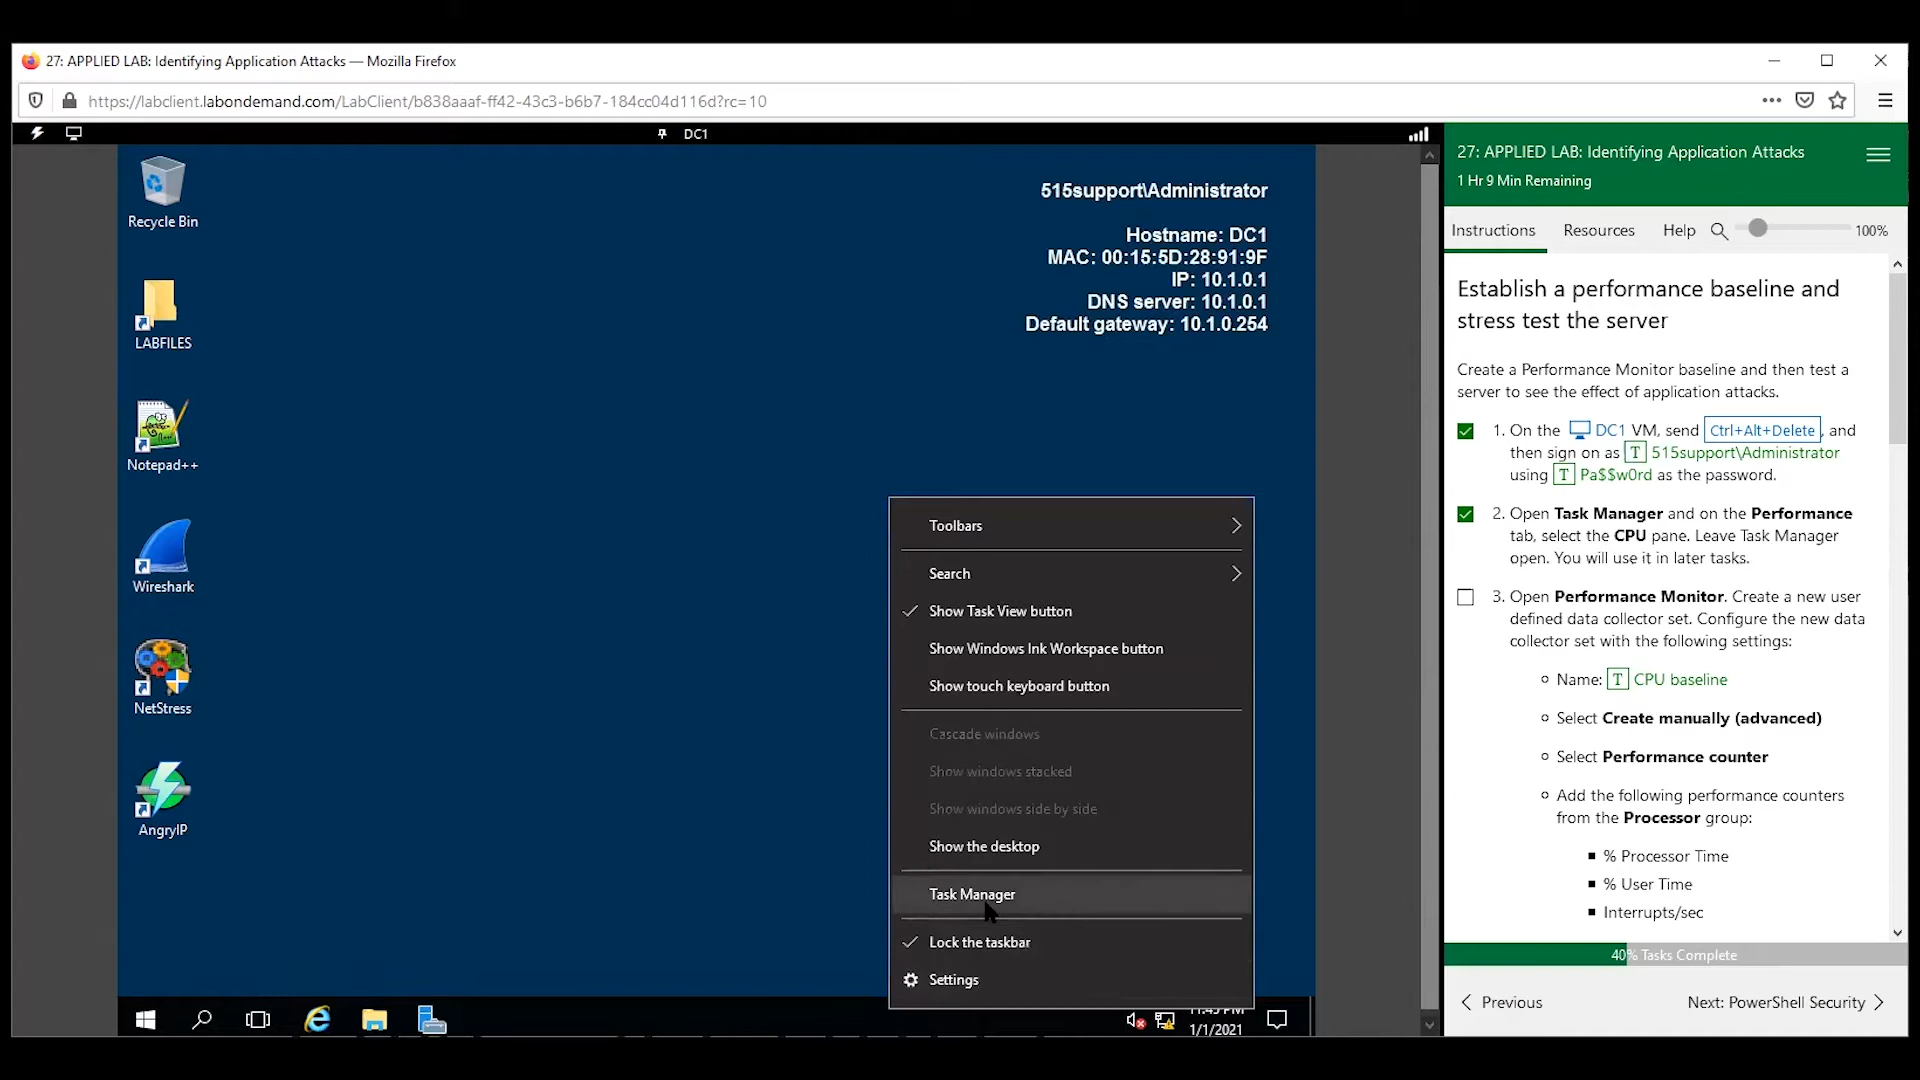 27: APPLIED LAB: Identifying Application Attacks — Mozilla Firefox
https://labclient.labondemand.com/LabClient/b838aaaf-ff42-43c3-b6b7-184cc04d116d?rc=10
DC1
Recycle Bin
LABFILES
Notepad++
Wireshark
NetStress
AngryIP
515support\Administrator
Hostname: DC1
MAC: 00:15:5D:28:91:9F
IP: 10.1.0.1
DNS server: 10.1.0.1
Default gateway: 10.1.0.254
Toolbars
Search
Show Task View button
Show Windows Ink Workspace button
Show touch keyboard button
Cascade windows
Show windows stacked
Show windows side by side
Show the desktop
Task Manager
Lock the taskbar
Settings
1/1/2021
27: APPLIED LAB: Identifying Application Attacks
1 Hr 9 Min Remaining
Instructions
Resources
Help
100%
Establish a performance baseline and
stress test the server
Create a Performance Monitor baseline and then test a
server to see the effect of application attacks.
1. On the DC1 VM, send Ctrl+Alt+Delete, and
then sign on as T 515support\Administrator
using T Pa$$w0rd as the password.
2. Open Task Manager and on the Performance
tab, select the CPU pane. Leave Task Manager
open. You will use it in later tasks.
3. Open Performance Monitor. Create a new user
defined data collector set. Configure the new data
collector set with the following settings:
Name: T CPU baseline
Select Create manually (advanced)
Select Performance counter
Add the following performance counters
from the Processor group:
% Processor Time
% User Time
Interrupts/sec
40% Tasks Complete
Previous
Next: PowerShell Security